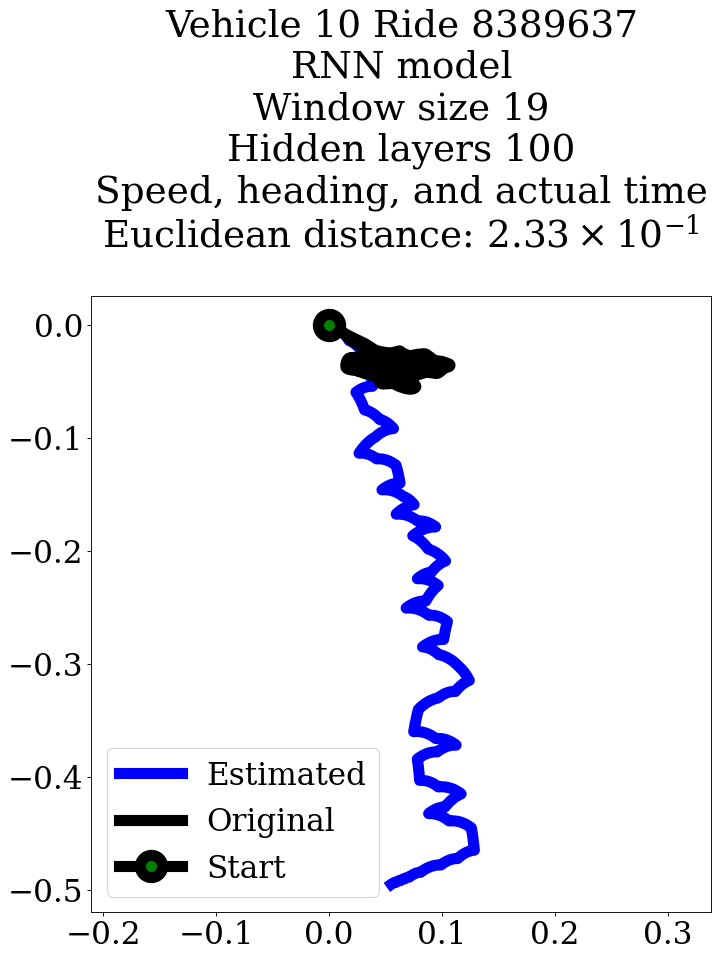 Vehicle 10 Ride 8389637
RNN model
Window size 19
Hidden layers 100
Speed, heading, and actual time
Euclidean distance: 2.33 × 10⁻¹
0.0
−0.1
−0.2
−0.3
−0.4
−0.5
Estimated
Original
Start
−0.2 −0.1 0.0 0.1 0.2 0.3